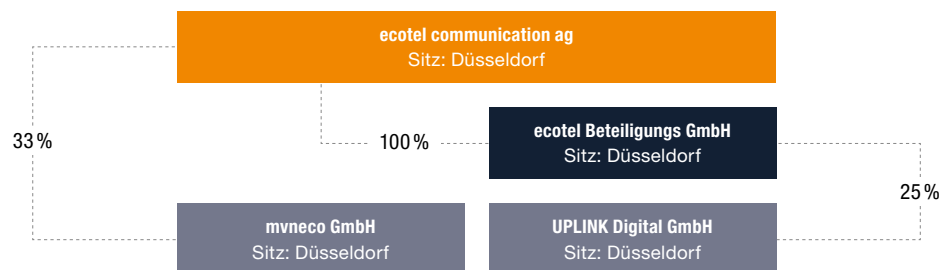 ecotel communication ag
Sitz: Düsseldorf
33 %
100 %
ecotel Beteiligungs GmbH
Sitz: Düsseldorf
25 %
mvneco GmbH
Sitz: Düsseldorf
UPLINK Digital GmbH
Sitz: Düsseldorf